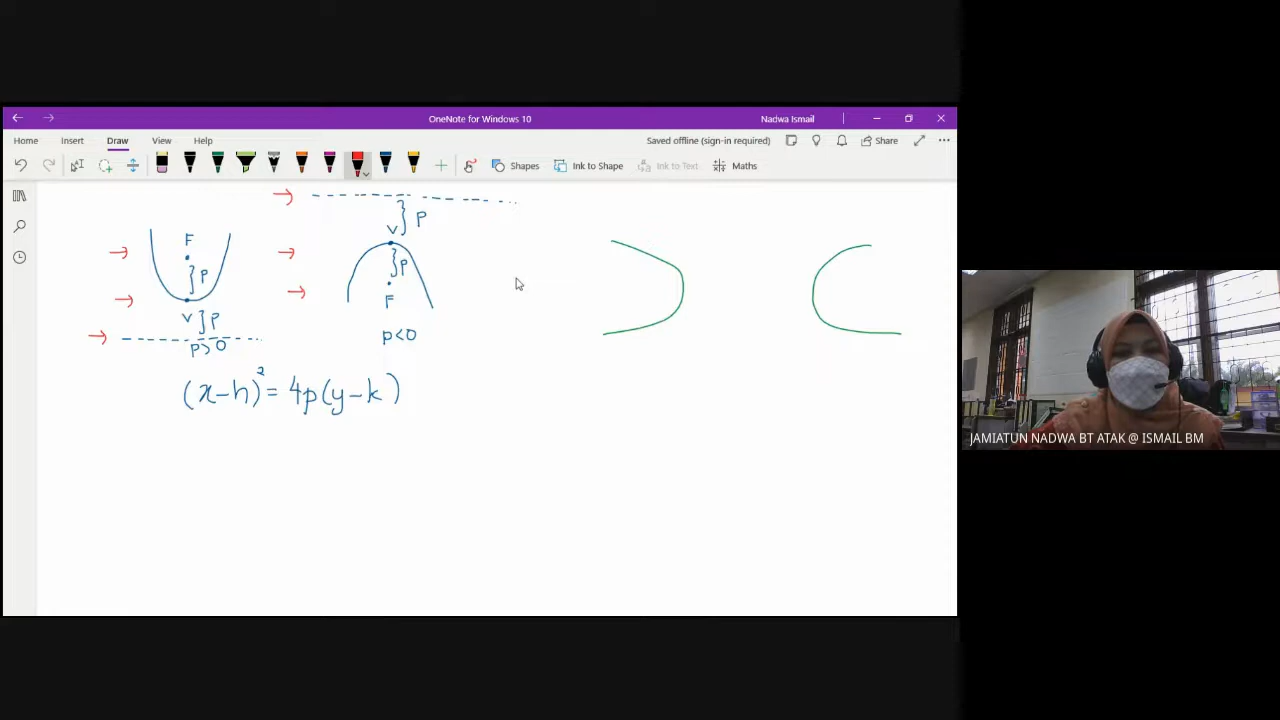 OneNote for Windows 10
Nadwa Ismail
Home Insert Draw View Help
Saved offline (sign-in required)
Share
Shapes
Ink to Shape
Ink to Text
Maths
p
V
F
p
p
F
V
p
p>0
p<0
(x-h)² = 4p(y-k)
JAMIATUN NADWA BT ATAK @ ISMAIL BM